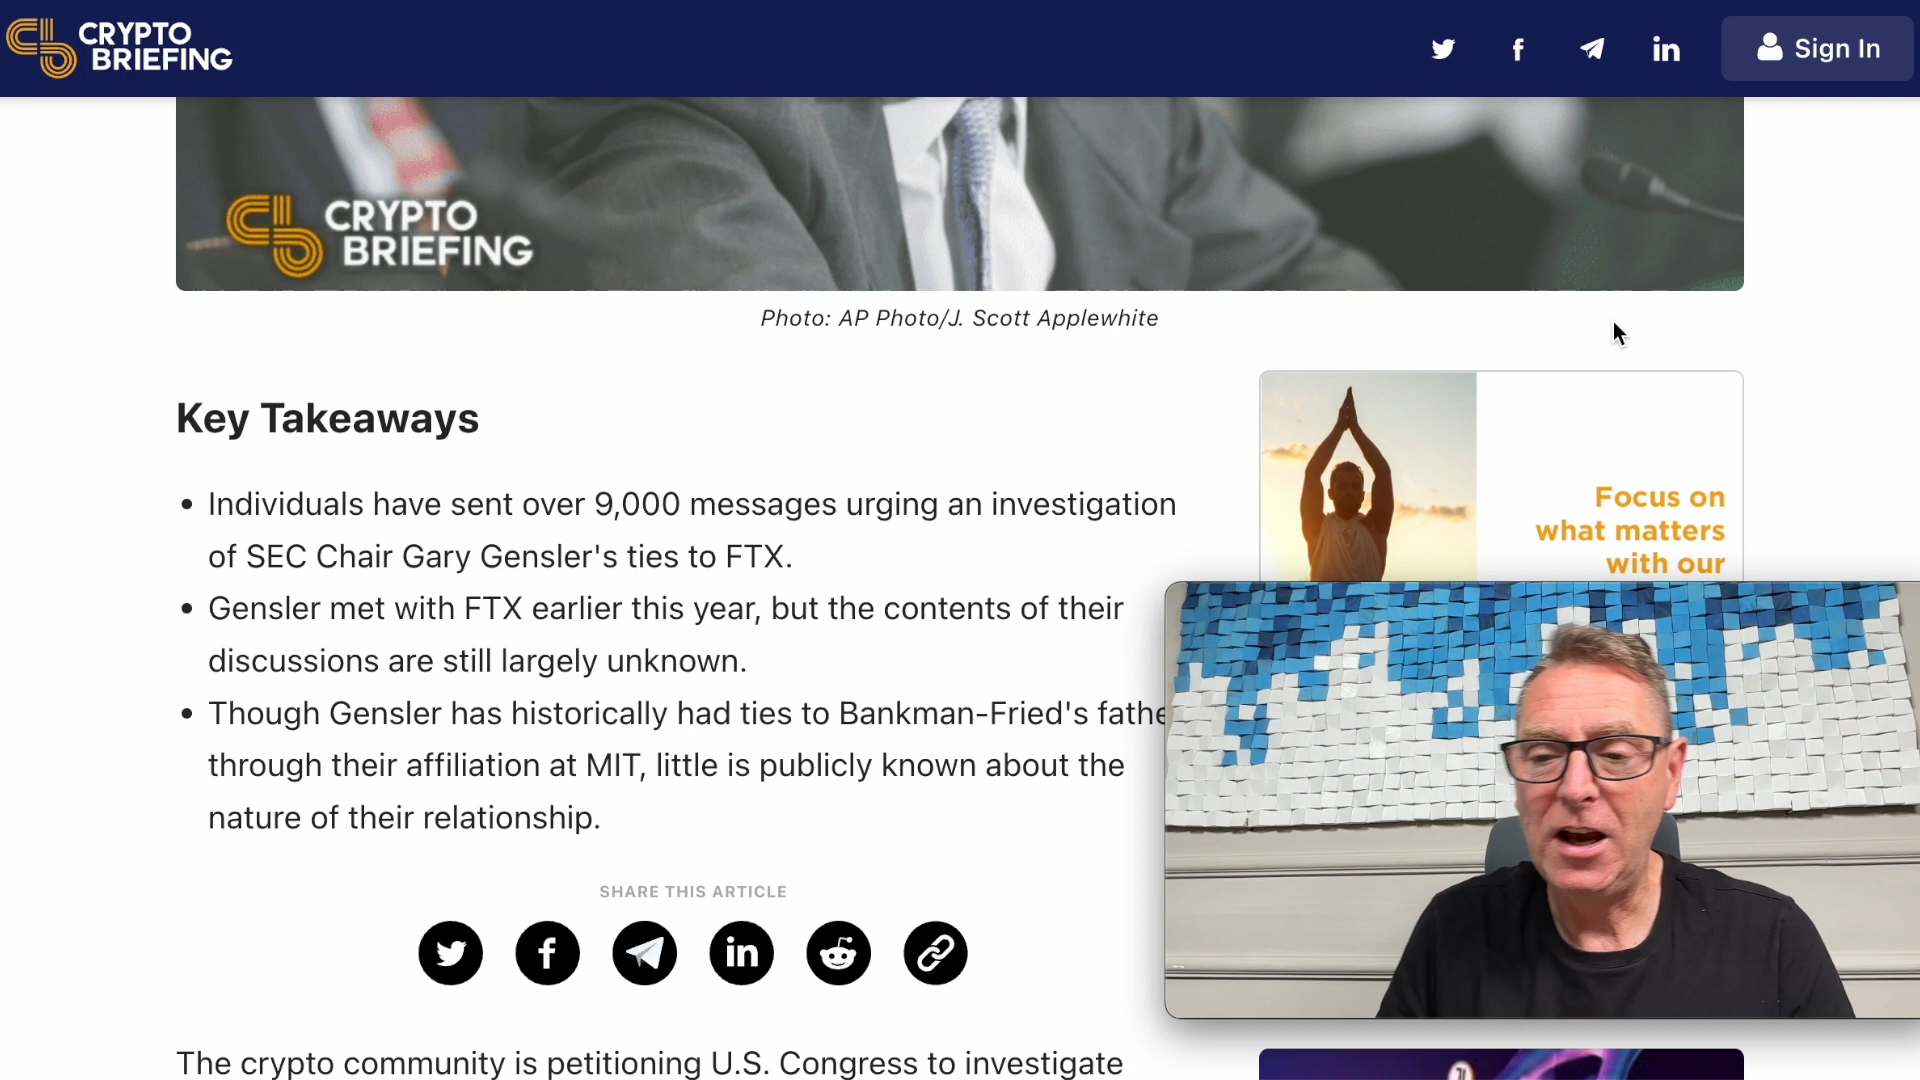 CRYPTO
BRIEFING
Sign In
CRYPTO
BRIEFING
Photo: AP Photo/J. Scott Applewhite
Key Takeaways
Focus on
what matters
with our
• Individuals have sent over 9,000 messages urging an investigation
of SEC Chair Gary Gensler's ties to FTX.
• Gensler met with FTX earlier this year, but the contents of their
discussions are still largely unknown.
• Though Gensler has historically had ties to Bankman-Fried's fathe
through their affiliation at MIT, little is publicly known about the
nature of their relationship.
SHARE THIS ARTICLE
The crypto community is petitioning U.S. Congress to investigate